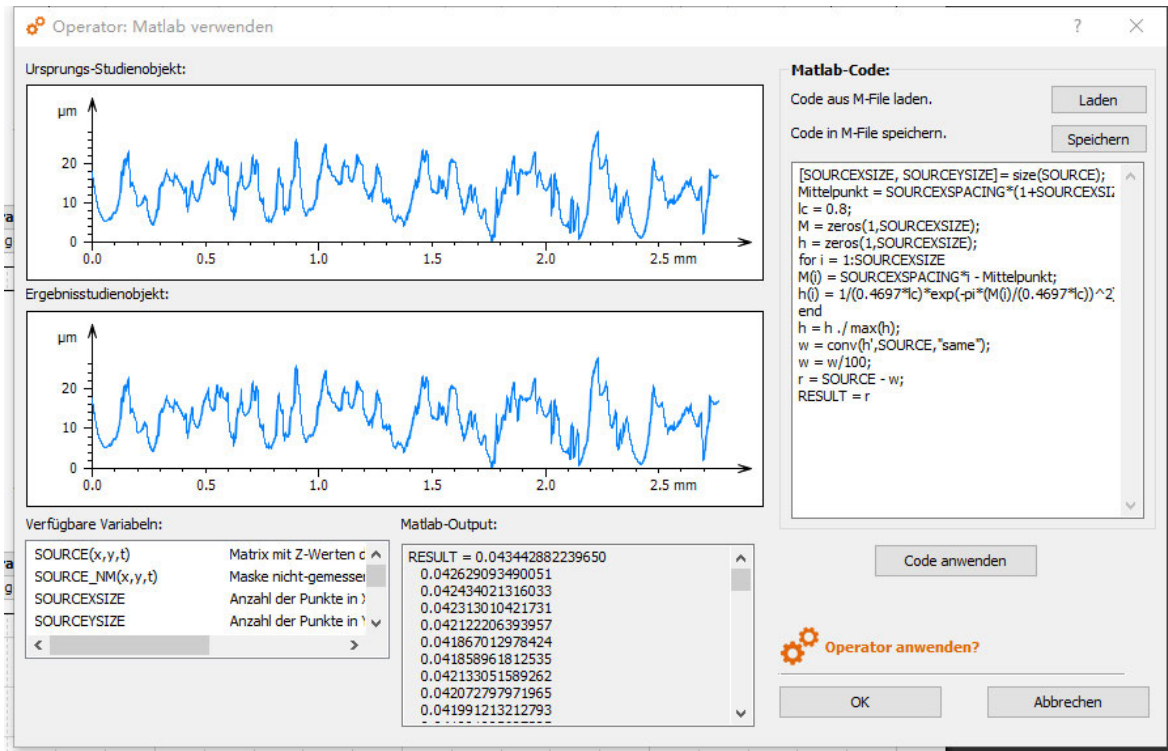 Operator: Matlab verwenden
?
Ursprungs-Studienobjekt:
µm
20
10
0
0.0 0.5 1.0 1.5 2.0 2.5 mm
Ergebnisstudienobjekt:
µm
20
10
0
0.0 0.5 1.0 1.5 2.0 2.5 mm
Verfügbare Variabeln:
SOURCE(x,y,t) Matrix mit Z-Werten d
SOURCE_NM(x,y,t) Maske nicht-gemessen
SOURCEXSIZE Anzahl der Punkte in X
SOURCEYSIZE Anzahl der Punkte in Y
Matlab-Output:
RESULT = 0.043442882239650
0.042629093490051
0.042434021316033
0.042313010421731
0.042122206393957
0.041867012978424
0.041858961812535
0.042133051589262
0.042072797971965
0.041991213212793
Matlab-Code:
Code aus M-File laden.
Laden
Code in M-File speichern.
Speichern
[SOURCEXSIZE, SOURCEYSIZE]= size(SOURCE);
Mittelpunkt = SOURCEXSPACING*(1+SOURCEXSIZ
lc = 0.8;
M = zeros(1,SOURCEXSIZE);
h = zeros(1,SOURCEXSIZE);
for i = 1:SOURCEXSIZE
M(i) = SOURCEXSPACING*i - Mittelpunkt;
h(i) = 1/(0.4697*lc)*exp(-pi*(M(i)/(0.4697*lc))^2)
end
h = h ./ max(h);
w = conv(h',SOURCE,"same");
w = w/100;
r = SOURCE - w;
RESULT = r
Code anwenden
Operator anwenden?
OK
Abbrechen